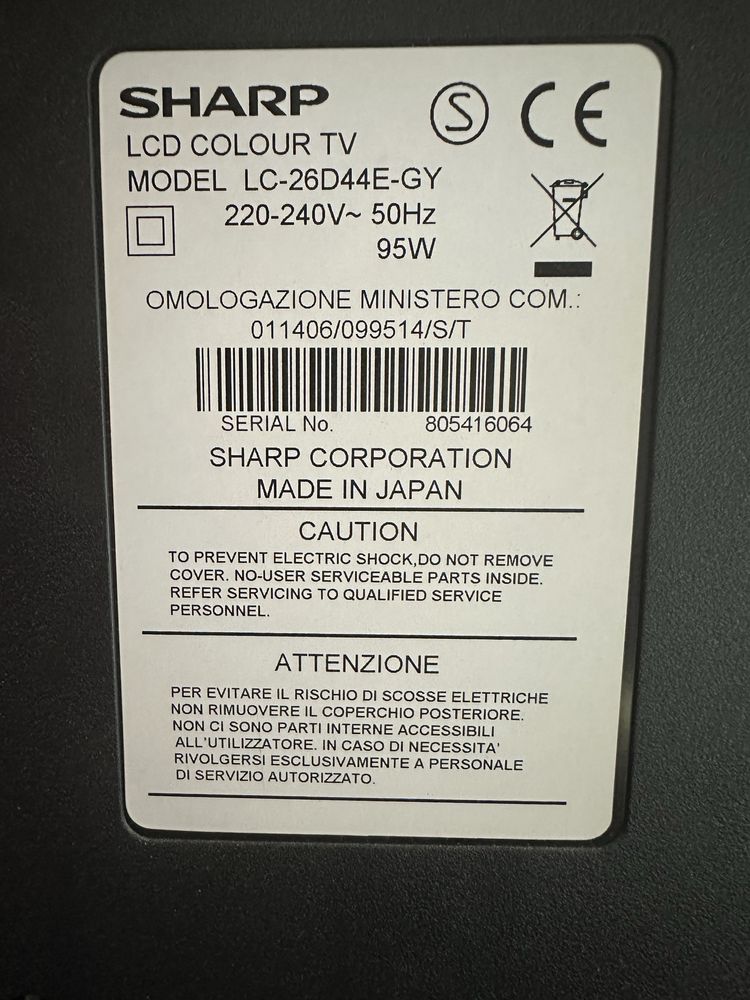 SHARP
S
CE
LCD COLOUR TV
MODEL LC-26D44E-GY
220-240V~ 50Hz
95W
OMOLOGAZIONE MINISTERO COM.:
011406/099514/S/T
SERIAL No. 805416064
SHARP CORPORATION
MADE IN JAPAN
CAUTION
TO PREVENT ELECTRIC SHOCK,DO NOT REMOVE
COVER. NO-USER SERVICEABLE PARTS INSIDE.
REFER SERVICING TO QUALIFIED SERVICE
PERSONNEL.
ATTENZIONE
PER EVITARE IL RISCHIO DI SCOSSE ELETTRICHE
NON RIMUOVERE IL COPERCHIO POSTERIORE.
NON CI SONO PARTI INTERNE ACCESSIBILI
ALL'UTILIZZATORE. IN CASO DI NECESSITA'
RIVOLGERSI ESCLUSIVAMENTE A PERSONALE
DI SERVIZIO AUTORIZZATO.